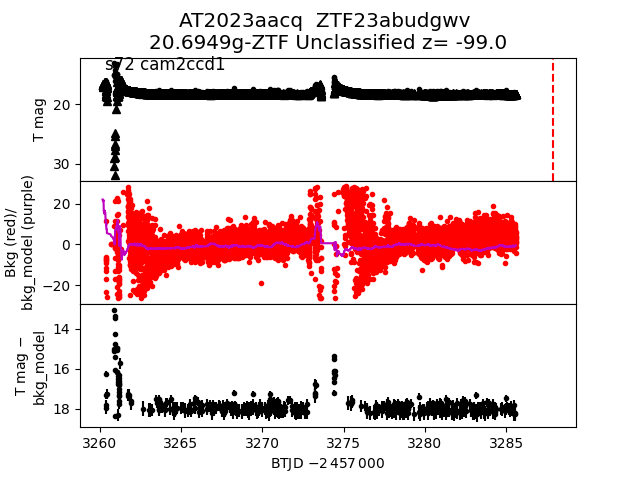 AT2023aacq  ZTF23abudgwv
20.6949g-ZTF Unclassified z= -99.0
s72 cam2ccd1
T mag
20
30
Bkg (red)/
bkg_model (purple)
20
0
−20
T mag −
bkg_model
14
16
18
3260
3265
3270
3275
3280
3285
BTJD −2 457 000